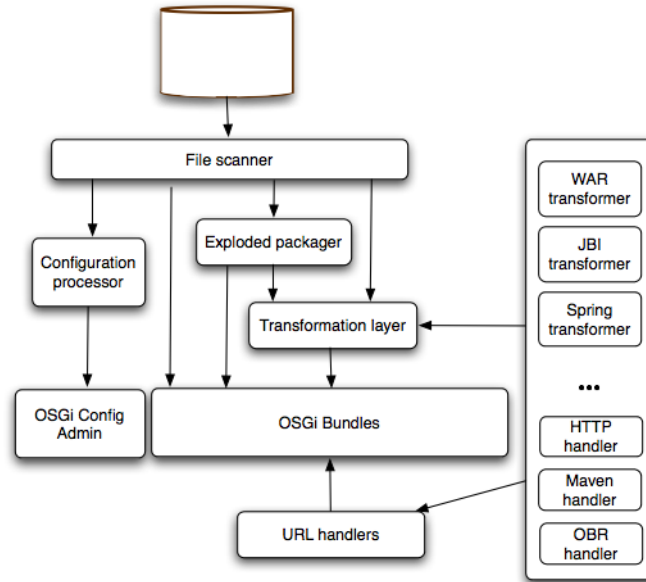 File scanner
WAR
transformer
Exploded packager
JBI
transformer
Configuration
processor
Spring
transformer
Transformation layer
...
OSGi Config
Admin
OSGi Bundles
HTTP
handler
Maven
handler
URL handlers
OBR
handler